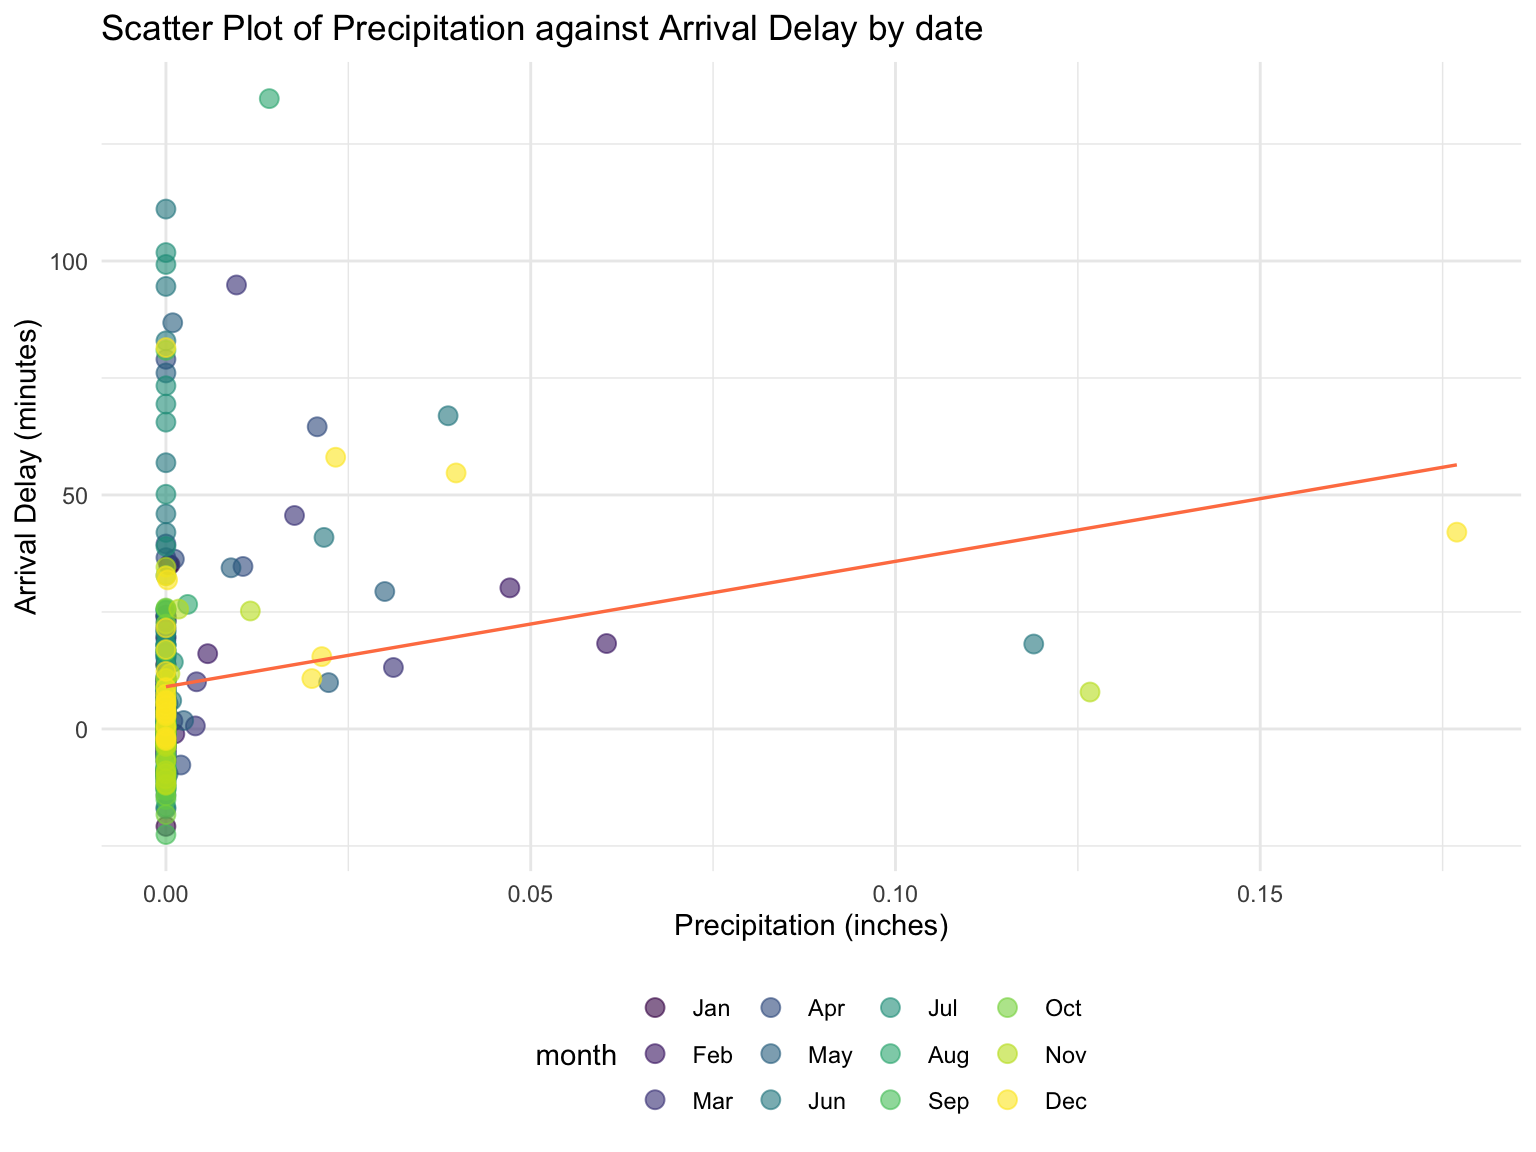 Scatter Plot of Precipitation against Arrival Delay by date
Arrival Delay (minutes)
100
50
0
0.00 0.05 0.10 0.15
Precipitation (inches)
month
Jan Apr Jul Oct
Feb May Aug Nov
Mar Jun Sep Dec